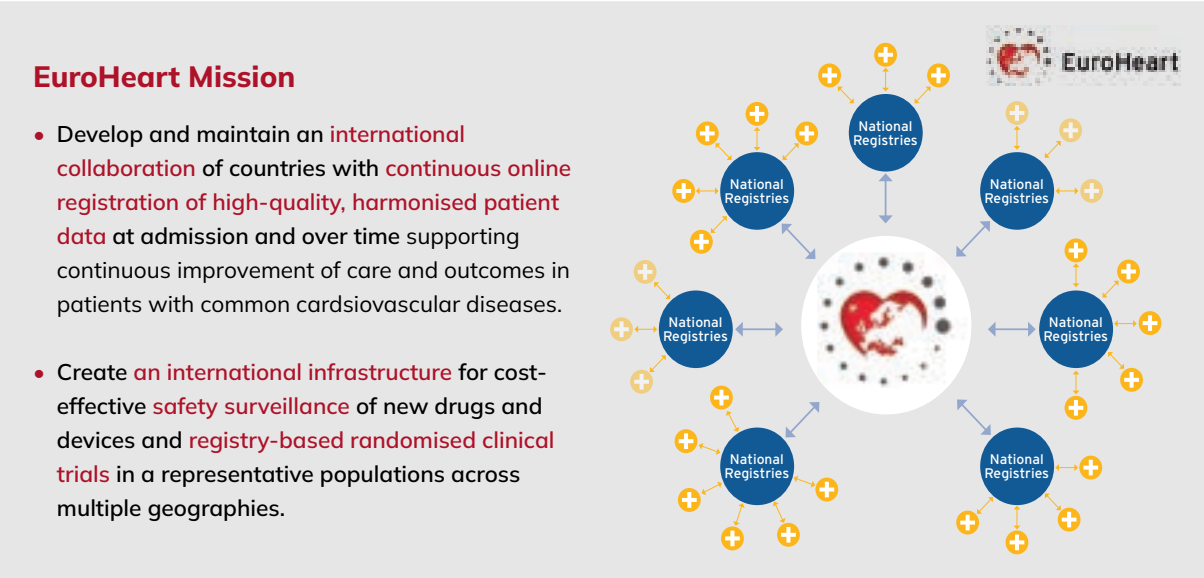 EuroHeart Mission
EuroHeart
• Develop and maintain an international
collaboration of countries with continuous online
registration of high-quality, harmonised patient
data at admission and over time supporting
continuous improvement of care and outcomes in
patients with common cardsiovascular diseases.
• Create an international infrastructure for cost-
effective safety surveillance of new drugs and
devices and registry-based randomised clinical
trials in a representative populations across
multiple geographies.
National
Registries
National
Registries
National
Registries
National
Registries
National
Registries
National
Registries
National
Registries